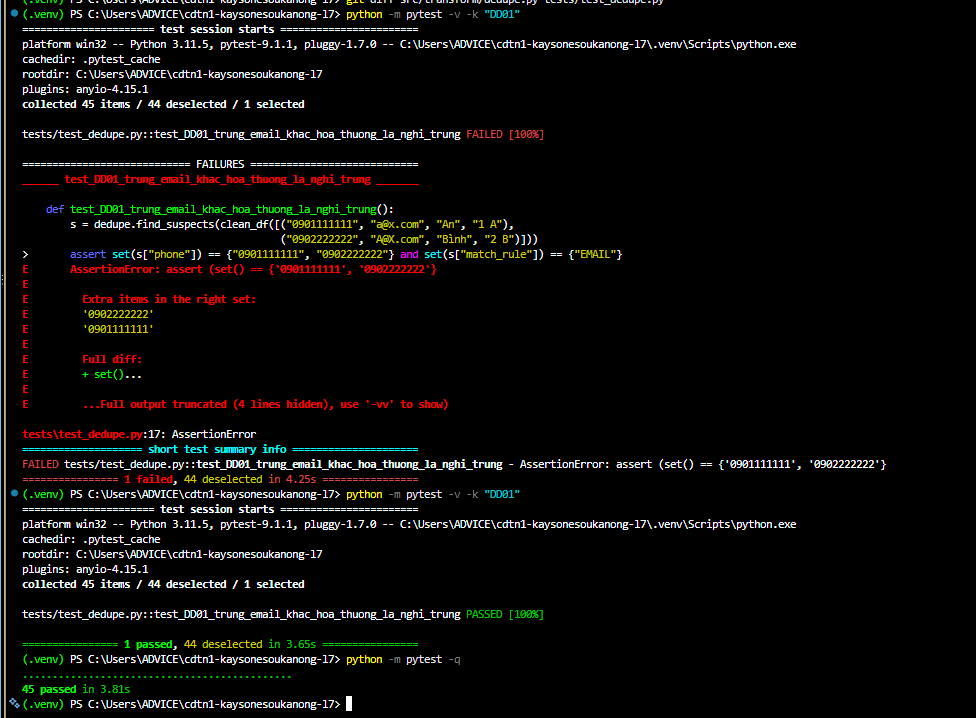 (.venv) PS C:\Users\ADVICE\cdtn1-kaysonesoukanong-l7> git diff src/transform/dedupe.py tests/test_dedupe.py
(.venv) PS C:\Users\ADVICE\cdtn1-kaysonesoukanong-l7> python -m pytest -v -k "DD01"
====================== test session starts =======================
platform win32 -- Python 3.11.5, pytest-9.1.1, pluggy-1.7.0 -- C:\Users\ADVICE\cdtn1-kaysonesoukanong-l7\.venv\Scripts\python.exe
cachedir: .pytest_cache
rootdir: C:\Users\ADVICE\cdtn1-kaysonesoukanong-l7
plugins: anyio-4.15.1
collected 45 items / 44 deselected / 1 selected
tests/test_dedupe.py::test_DD01_trung_email_khac_hoa_thuong_la_nghi_trung FAILED [100%]
============================ FAILURES ============================
______ test_DD01_trung_email_khac_hoa_thuong_la_nghi_trung _______
def test_DD01_trung_email_khac_hoa_thuong_la_nghi_trung():
s = dedupe.find_suspects(clean_df([("0901111111", "a@X.com", "An", "1 A"),
("0902222222", "A@X.com", "Bình", "2 B")]))
> assert set(s["phone"]) == {"0901111111", "0902222222"} and set(s["match_rule"]) == {"EMAIL"}
E AssertionError: assert (set() == {'0901111111', '0902222222'}
E
E Extra items in the right set:
E '0902222222'
E '0901111111'
E
E Full diff:
E + set()...
E
E ...Full output truncated (4 lines hidden), use '-vv' to show)
tests\test_dedupe.py:17: AssertionError
==================== short test summary info =====================
FAILED tests/test_dedupe.py::test_DD01_trung_email_khac_hoa_thuong_la_nghi_trung - AssertionError: assert (set() == {'0901111111', '0902222222'}
================ 1 failed, 44 deselected in 4.25s ================
(.venv) PS C:\Users\ADVICE\cdtn1-kaysonesoukanong-l7> python -m pytest -v -k "DD01"
====================== test session starts =======================
platform win32 -- Python 3.11.5, pytest-9.1.1, pluggy-1.7.0 -- C:\Users\ADVICE\cdtn1-kaysonesoukanong-l7\.venv\Scripts\python.exe
cachedir: .pytest_cache
rootdir: C:\Users\ADVICE\cdtn1-kaysonesoukanong-l7
plugins: anyio-4.15.1
collected 45 items / 44 deselected / 1 selected
tests/test_dedupe.py::test_DD01_trung_email_khac_hoa_thuong_la_nghi_trung PASSED [100%]
================ 1 passed, 44 deselected in 3.65s ================
(.venv) PS C:\Users\ADVICE\cdtn1-kaysonesoukanong-l7> python -m pytest -q
.............................................
45 passed in 3.81s
(.venv) PS C:\Users\ADVICE\cdtn1-kaysonesoukanong-l7>